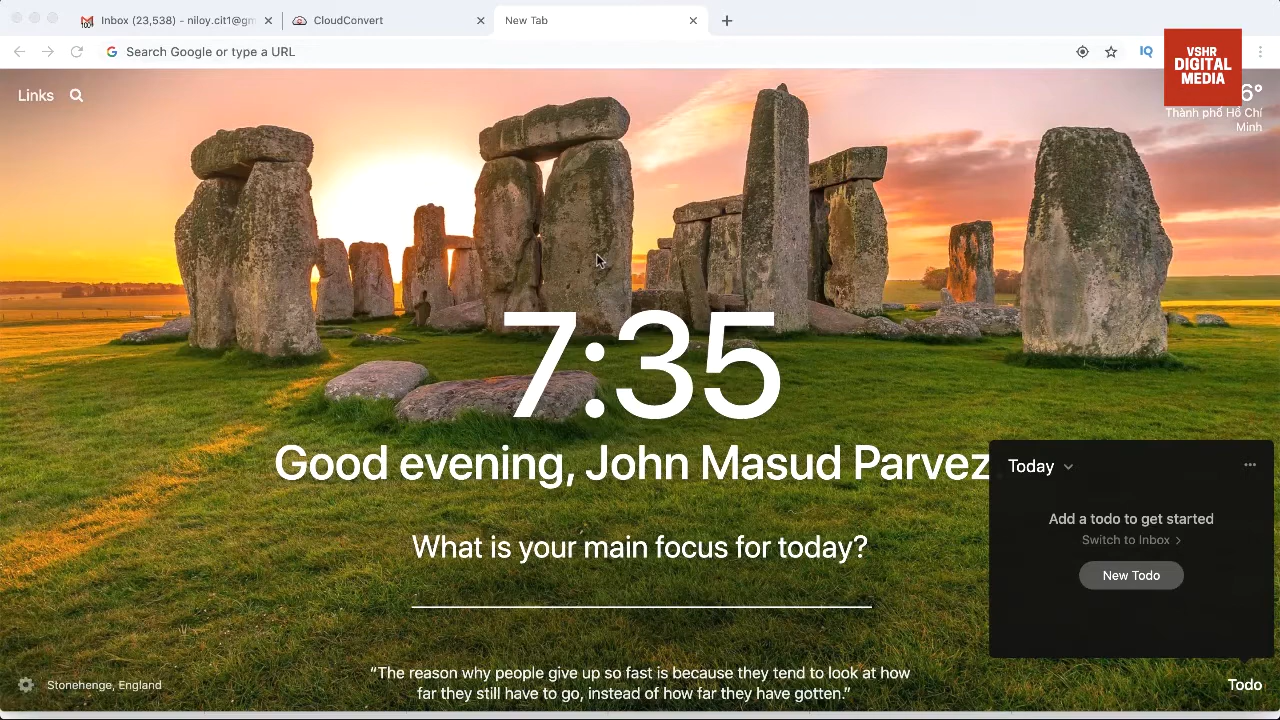 Inbox (23,538) - niloy.cit1@gm
CloudConvert
New Tab
Search Google or type a URL
IQ
VSHR
DIGITAL
MEDIA
Links
6°
Thành phố Hồ Chí
Minh
7:35
Good evening, John Masud Parvez
What is your main focus for today?
Today
Add a todo to get started
Switch to Inbox >
New Todo
“The reason why people give up so fast is because they tend to look at how
far they still have to go, instead of how far they have gotten.”
Stonehenge, England
Todo